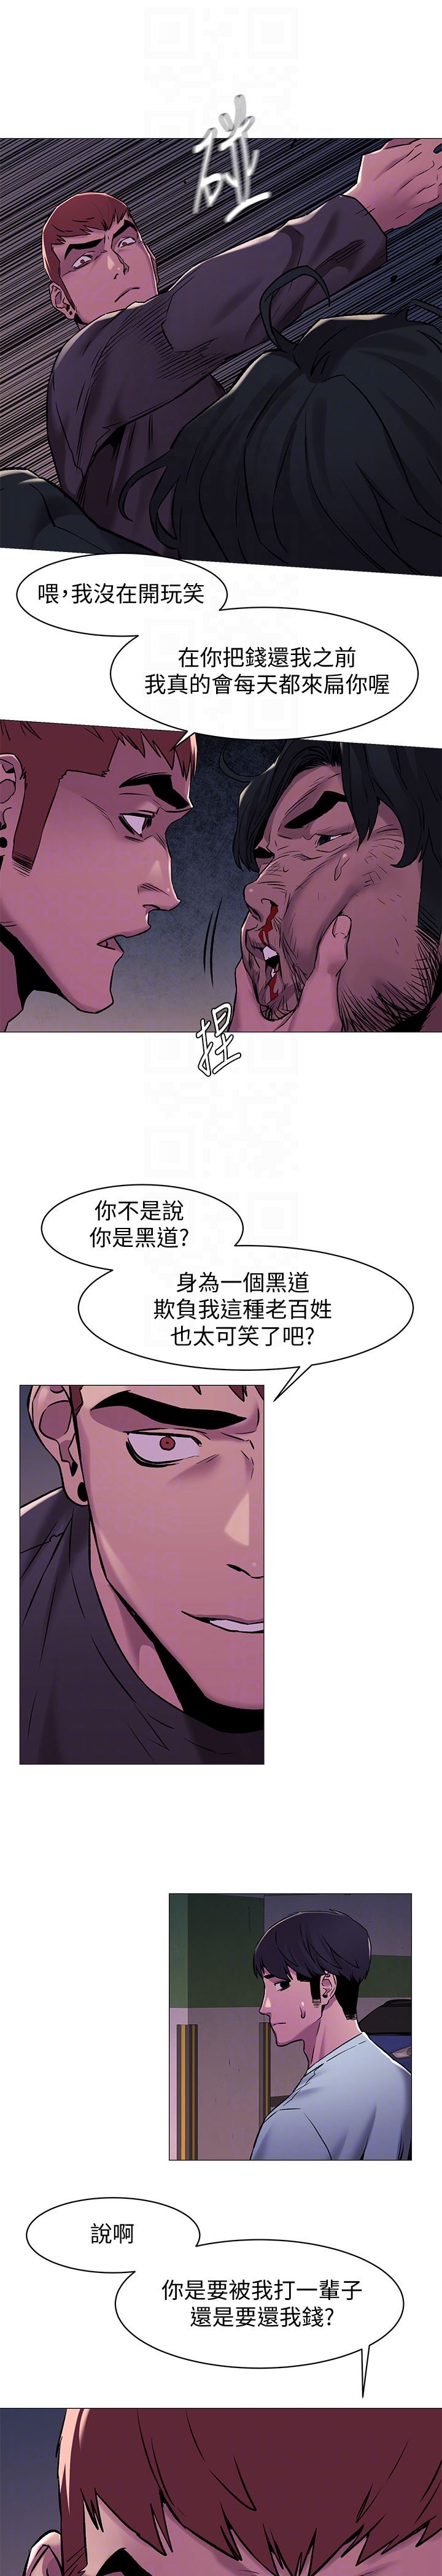 碰
喂，我沒在開玩笑
在你把錢還我之前
我真的會每天都來扁你喔
捏
你不是說
你是黑道?
身為一個黑道
欺負我這種老百姓
也太可笑了吧?
說啊
你是要被我打一輩子
還是要還我錢?